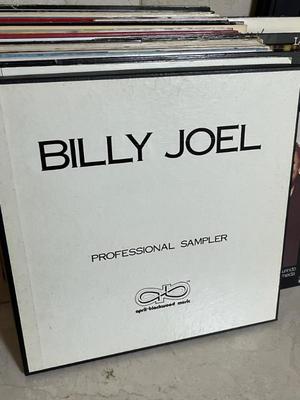 BILLY JOEL
PROFESSIONAL SAMPLER
april-blackwood music